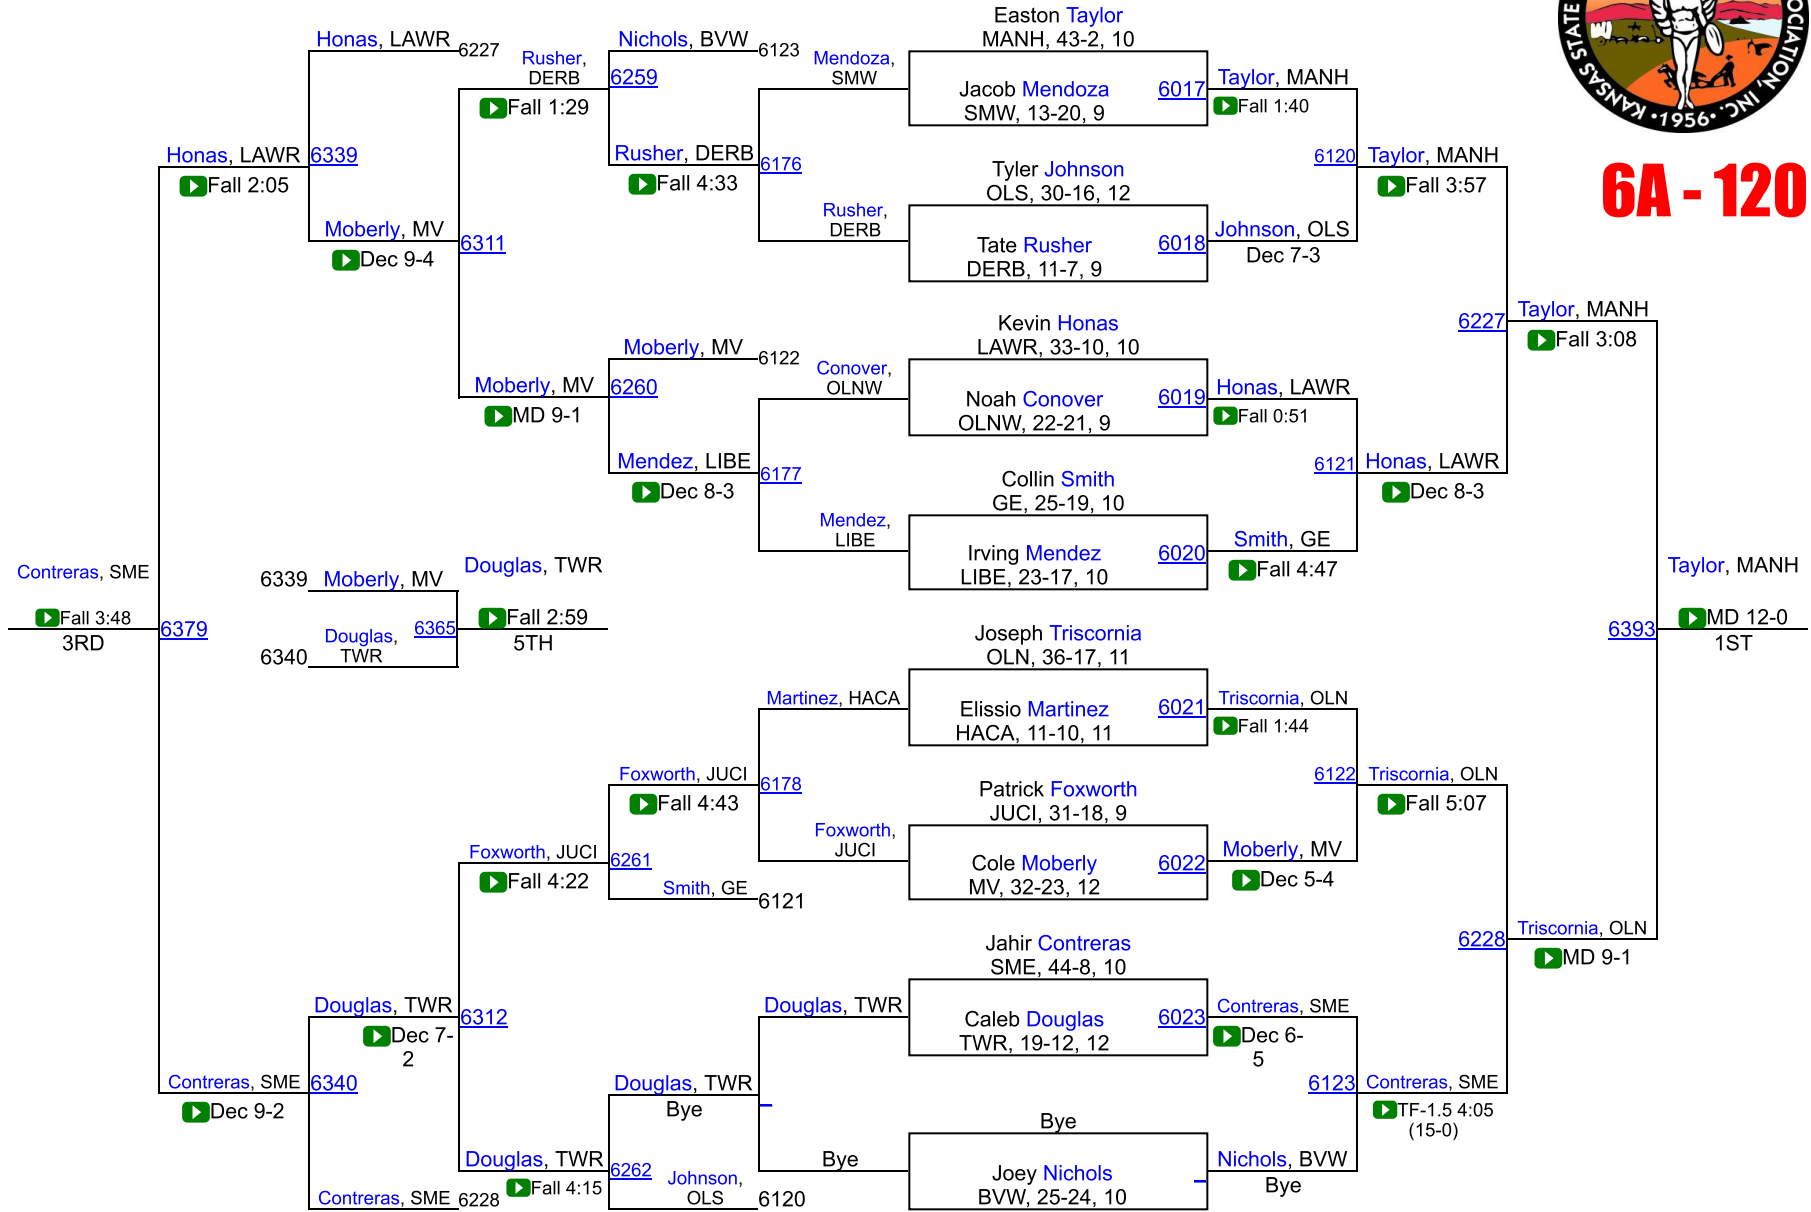 KANSAS STATE
OCIATION, INC.
•1956•
6A - 120
Honas, LAWR
6227
Rusher,
DERB
Fall 1:29
Nichols, BVW
6123
6259
Rusher, DERB
Fall 4:33
Mendoza,
SMW
6176
Rusher,
DERB
Easton Taylor
MANH, 43-2, 10
Jacob Mendoza
SMW, 13-20, 9
6017
Taylor, MANH
Fall 1:40
Tyler Johnson
OLS, 30-16, 12
Tate Rusher
DERB, 11-7, 9
6018
Johnson, OLS
Dec 7-3
6120
Taylor, MANH
Fall 3:57
Honas, LAWR
Fall 2:05
6339
Moberly, MV
Dec 9-4
6311
Moberly, MV
MD 9-1
Moberly, MV
6122
6260
Mendez, LIBE
Dec 8-3
Conover,
OLNW
6177
Mendez,
LIBE
Kevin Honas
LAWR, 33-10, 10
Noah Conover
OLNW, 22-21, 9
6019
Honas, LAWR
Fall 0:51
Collin Smith
GE, 25-19, 10
Irving Mendez
LIBE, 23-17, 10
6020
Smith, GE
Fall 4:47
6121
Honas, LAWR
Dec 8-3
6227
Taylor, MANH
Fall 3:08
Contreras, SME
Fall 3:48
3RD
6379
6339
Moberly, MV
6340
Douglas,
TWR
6365
Douglas, TWR
Fall 2:59
5TH
Taylor, MANH
6393
MD 12-0
1ST
Joseph Triscornia
OLN, 36-17, 11
Martinez, HACA
Elissio Martinez
HACA, 11-10, 11
6021
Triscornia, OLN
Fall 1:44
Foxworth, JUCI
Fall 4:43
6178
Foxworth,
JUCI
Patrick Foxworth
JUCI, 31-18, 9
Cole Moberly
MV, 32-23, 12
6022
Moberly, MV
Dec 5-4
6122
Triscornia, OLN
Fall 5:07
Foxworth, JUCI
Fall 4:22
6261
Smith, GE
6121
6228
Triscornia, OLN
MD 9-1
Jahir Contreras
SME, 44-8, 10
Douglas, TWR
Caleb Douglas
TWR, 19-12, 12
6023
Contreras, SME
Dec 6-
5
Douglas, TWR
Dec 7-
2
6312
Contreras, SME
Dec 9-2
6340
Contreras, SME
6228
Douglas, TWR
Fall 4:15
Douglas, TWR
Bye
6262
Johnson,
OLS
6120
Bye
Bye
Joey Nichols
BVW, 25-24, 10
Nichols, BVW
Bye
6123
Contreras, SME
TF-1.5 4:05
(15-0)